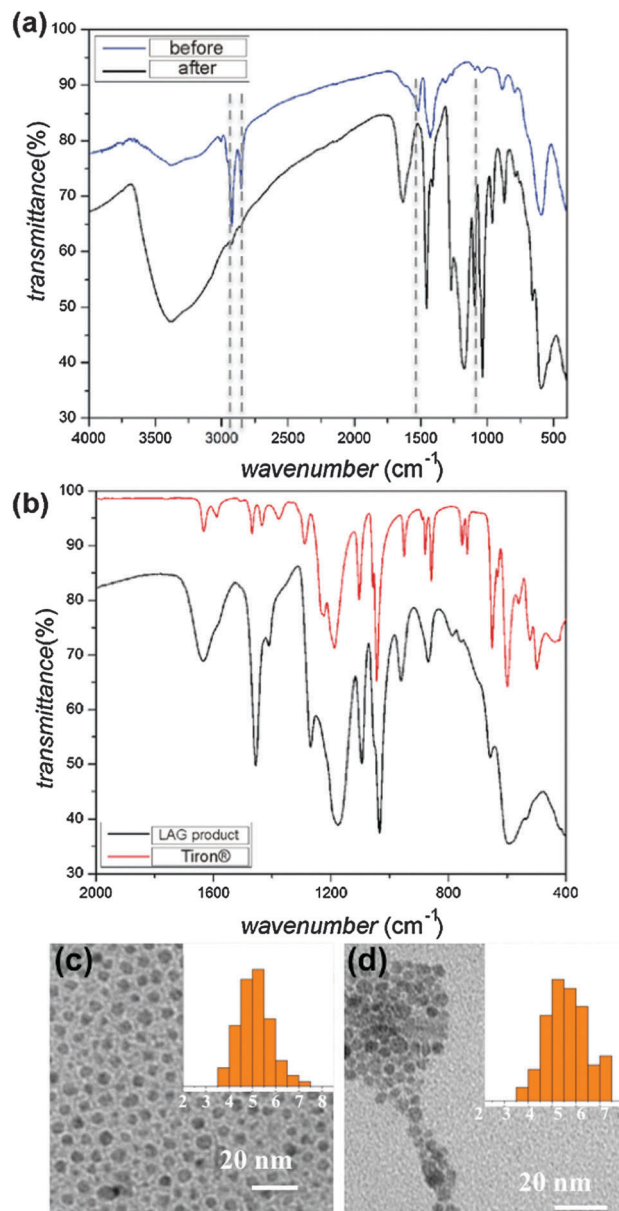 (a)
before
after
100
90
80
70
60
50
40
30
transmittance(%)
4000 3500 3000 2500 2000 1500 1000 500
wavenumber (cm-1)
(b)
100
90
80
70
60
50
40
30
transmittance(%)
LAG product
Tiron®
2000 1600 1200 800 400
wavenumber (cm-1)
(c)
2 3 4 5 6 7 8
20 nm
(d)
2 3 4 5 6 7
20 nm